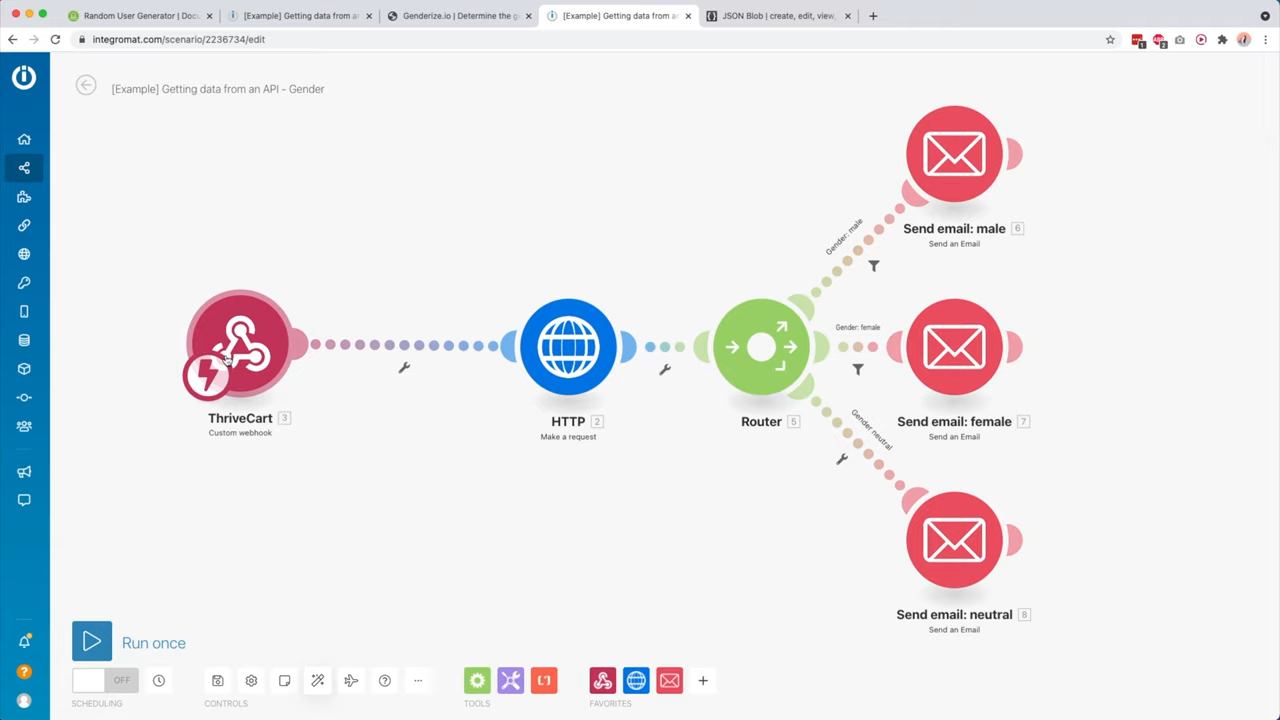 Random User Generator | Docu
[Example] Getting data from an
Genderize.io | Determine the g
[Example] Getting data from an
JSON Blob | create, edit, view,
integromat.com/scenario/2236734/edit
1
2
[Example] Getting data from an API - Gender
Gender: male
Send email: male 6
Send an Email
Gender: female
ThriveCart 3
Custom webhook
HTTP 2
Make a request
Router 5
Send email: female 7
Send an Email
Gender neutral
Send email: neutral 8
Send an Email
Run once
OFF
SCHEDULING
CONTROLS
TOOLS
FAVORITES